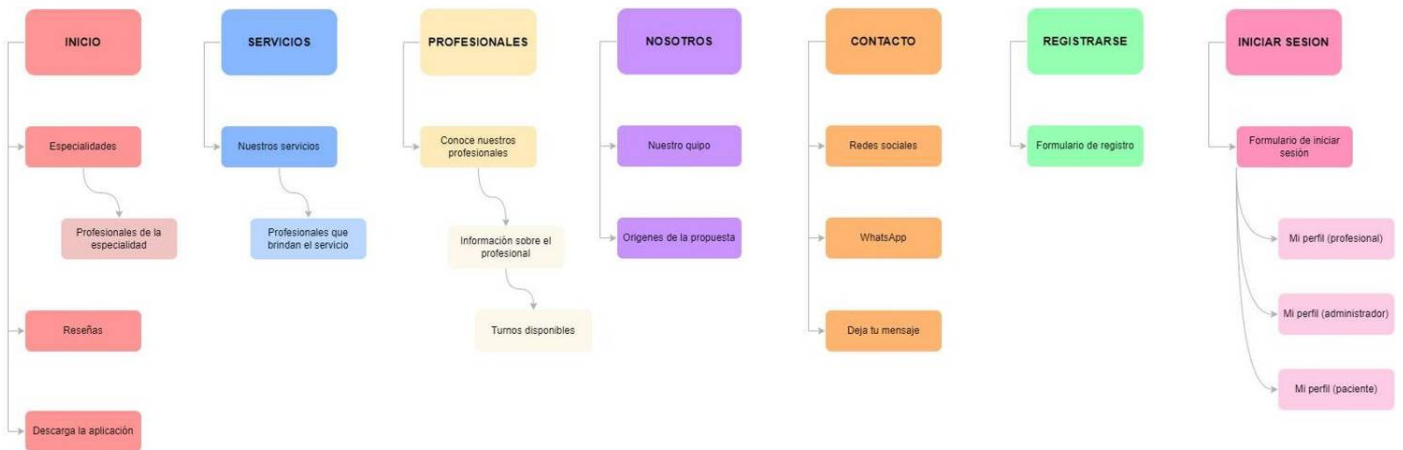 INICIO
SERVICIOS
PROFESIONALES
NOSOTROS
CONTACTO
REGISTRARSE
INICIAR SESION
Especialidades
Nuestros servicios
Conoce nuestros
profesionales
Nuestro quipo
Redes sociales
Formulario de registro
Formulario de iniciar
sesión
Profesionales de la
especialidad
Profesionales que
brindan el servicio
Información sobre el
profesional
Origenes de la propuesta
WhatsApp
Mi perfil (profesional)
Reseñas
Turnos disponibles
Deja tu mensaje
Mi perfil (administrador)
Mi perfil (paciente)
Descarga la aplicación